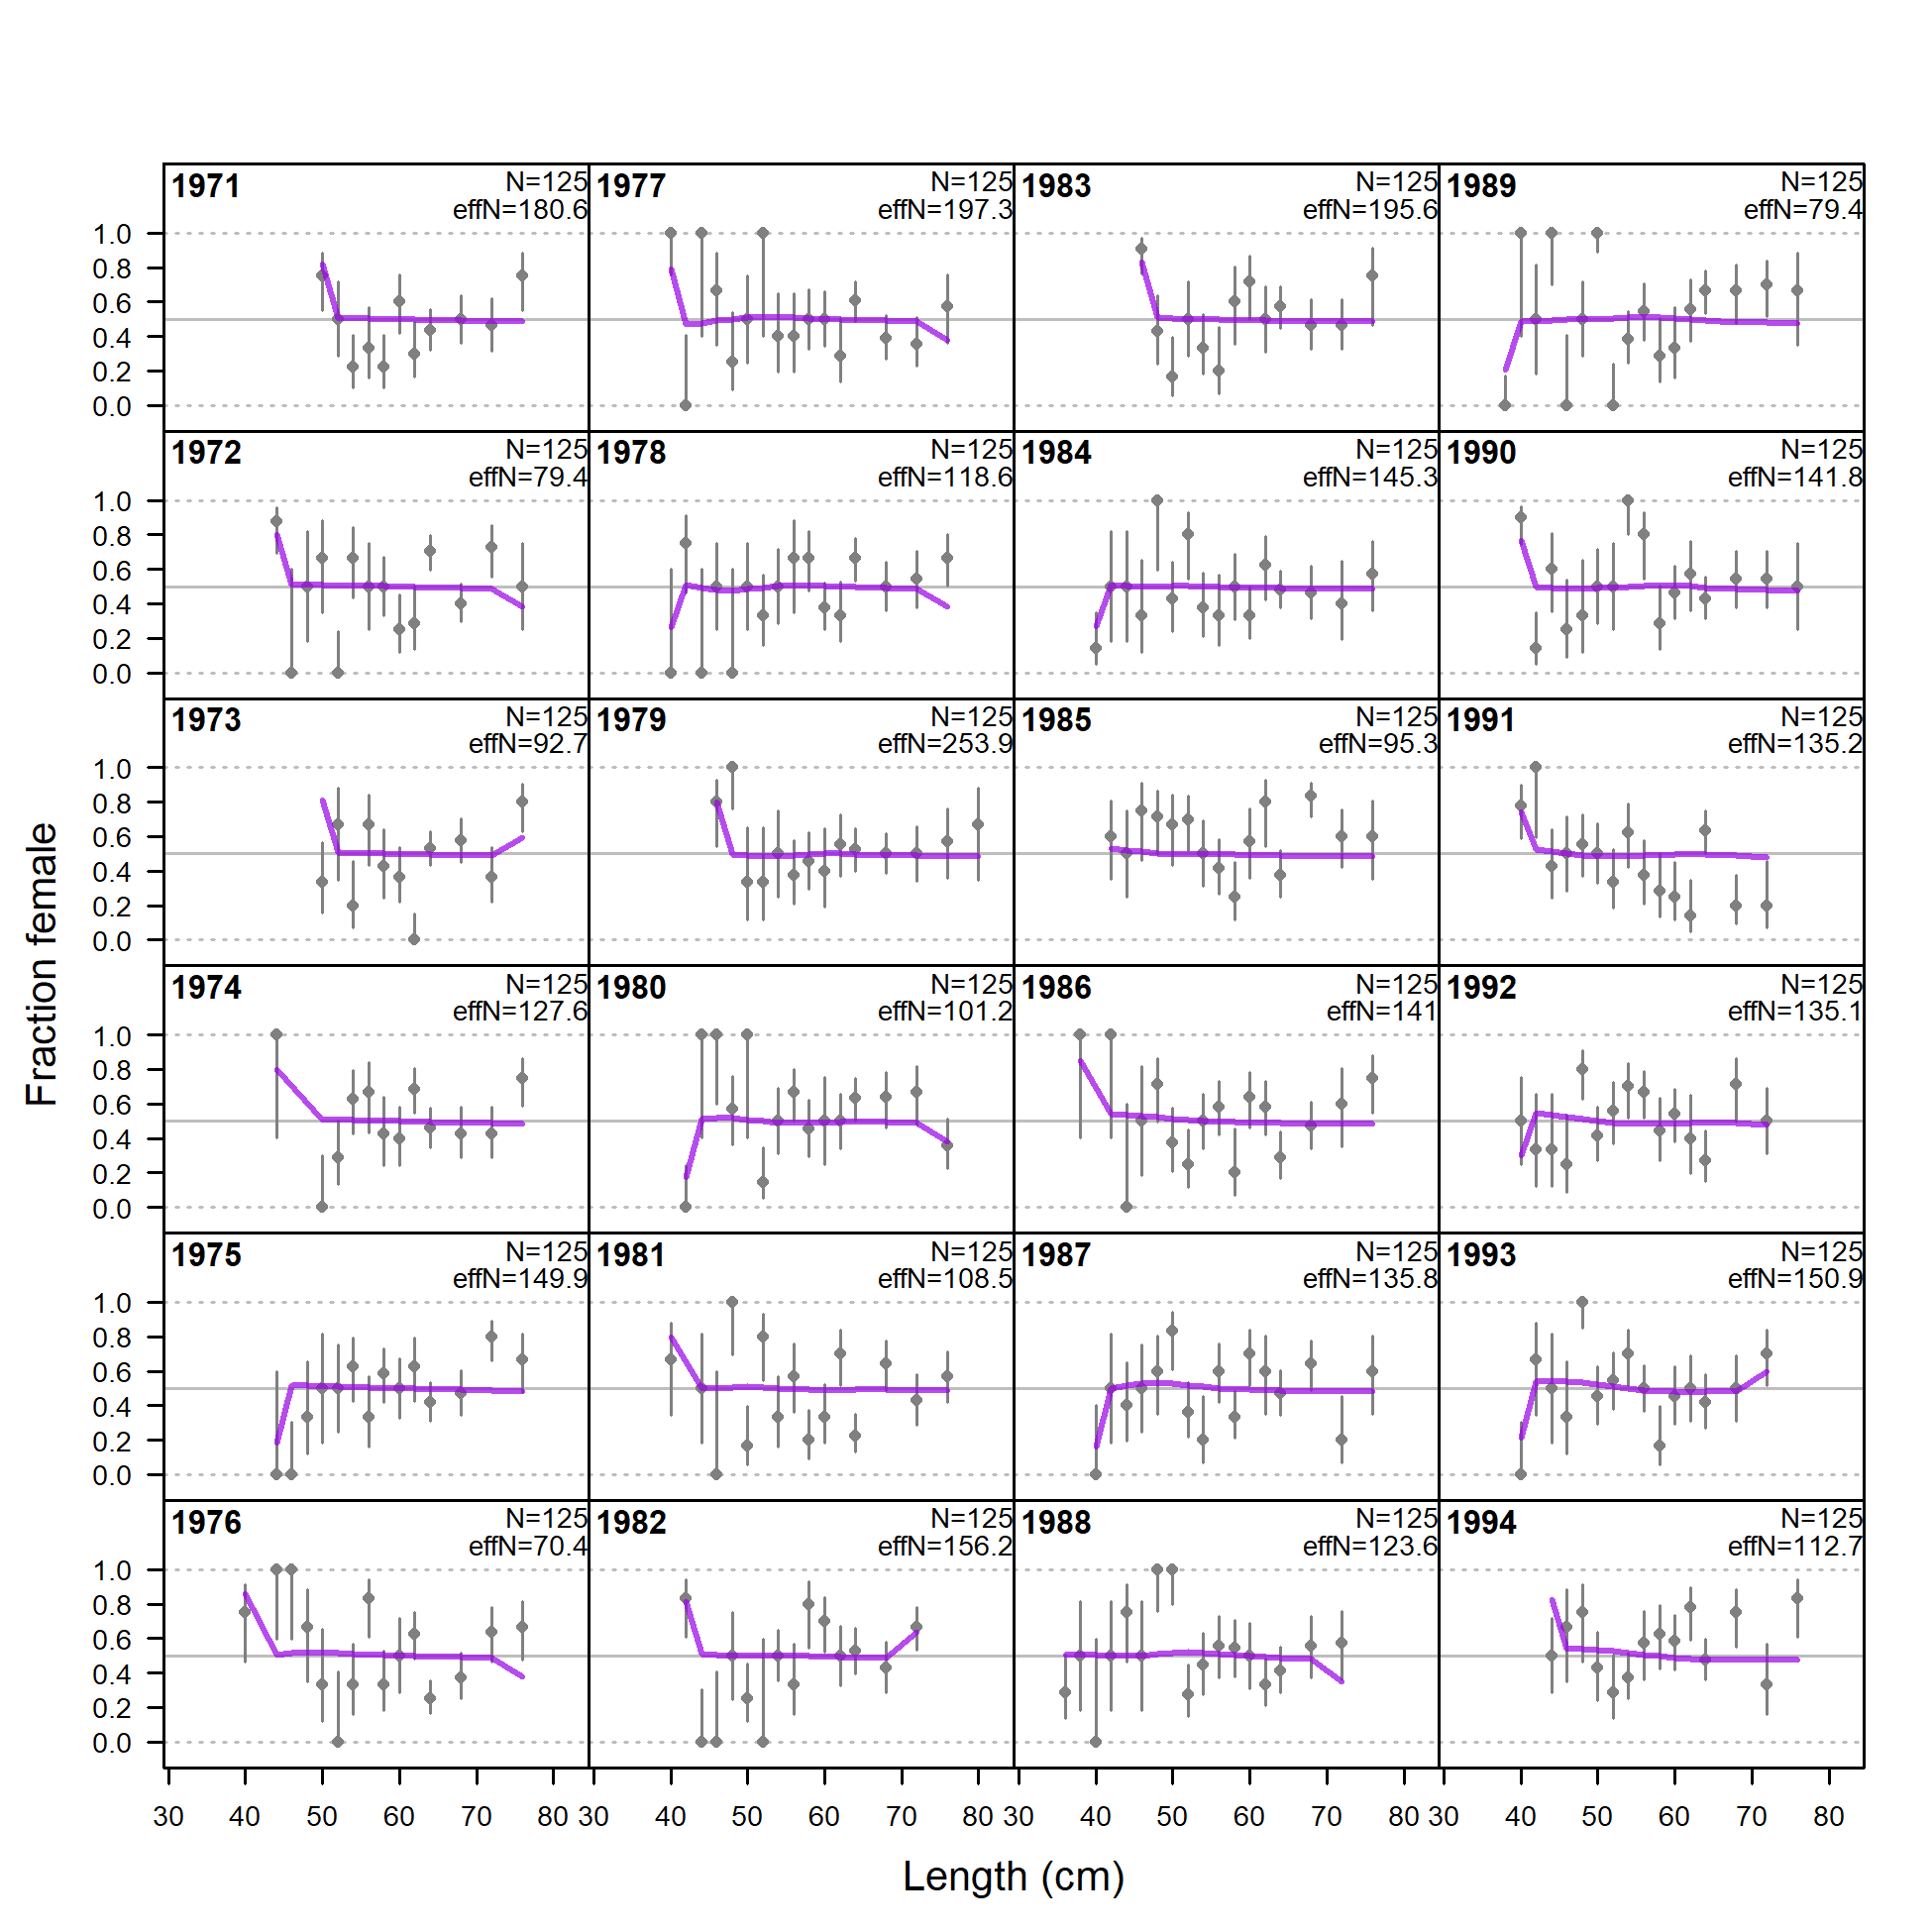 1971 N=125 1977 N=125 1983 N=125 1989 N=125
effN=180.6 effN=197.3 effN=195.6 effN=79.4
1.0
0.8
0.6
0.4
0.2
0.0
1972 N=125 1978 N=125 1984 N=125 1990 N=125
effN=79.4 effN=118.6 effN=145.3 effN=141.8
1.0
0.8
0.6
0.4
0.2
0.0
1973 N=125 1979 N=125 1985 N=125 1991 N=125
effN=92.7 effN=253.9 effN=95.3 effN=135.2
1.0
0.8
0.6
0.4
0.2
0.0
Fraction female
1974 N=125 1980 N=125 1986 N=125 1992 N=125
effN=127.6 effN=101.2 effN=141 effN=135.1
1.0
0.8
0.6
0.4
0.2
0.0
1975 N=125 1981 N=125 1987 N=125 1993 N=125
effN=149.9 effN=108.5 effN=135.8 effN=150.9
1.0
0.8
0.6
0.4
0.2
0.0
1976 N=125 1982 N=125 1988 N=125 1994 N=125
effN=70.4 effN=156.2 effN=123.6 effN=112.7
1.0
0.8
0.6
0.4
0.2
0.0
30 40 50 60 70 80 30 40 50 60 70 80 30 40 50 60 70 80 30 40 50 60 70 80
Length (cm)